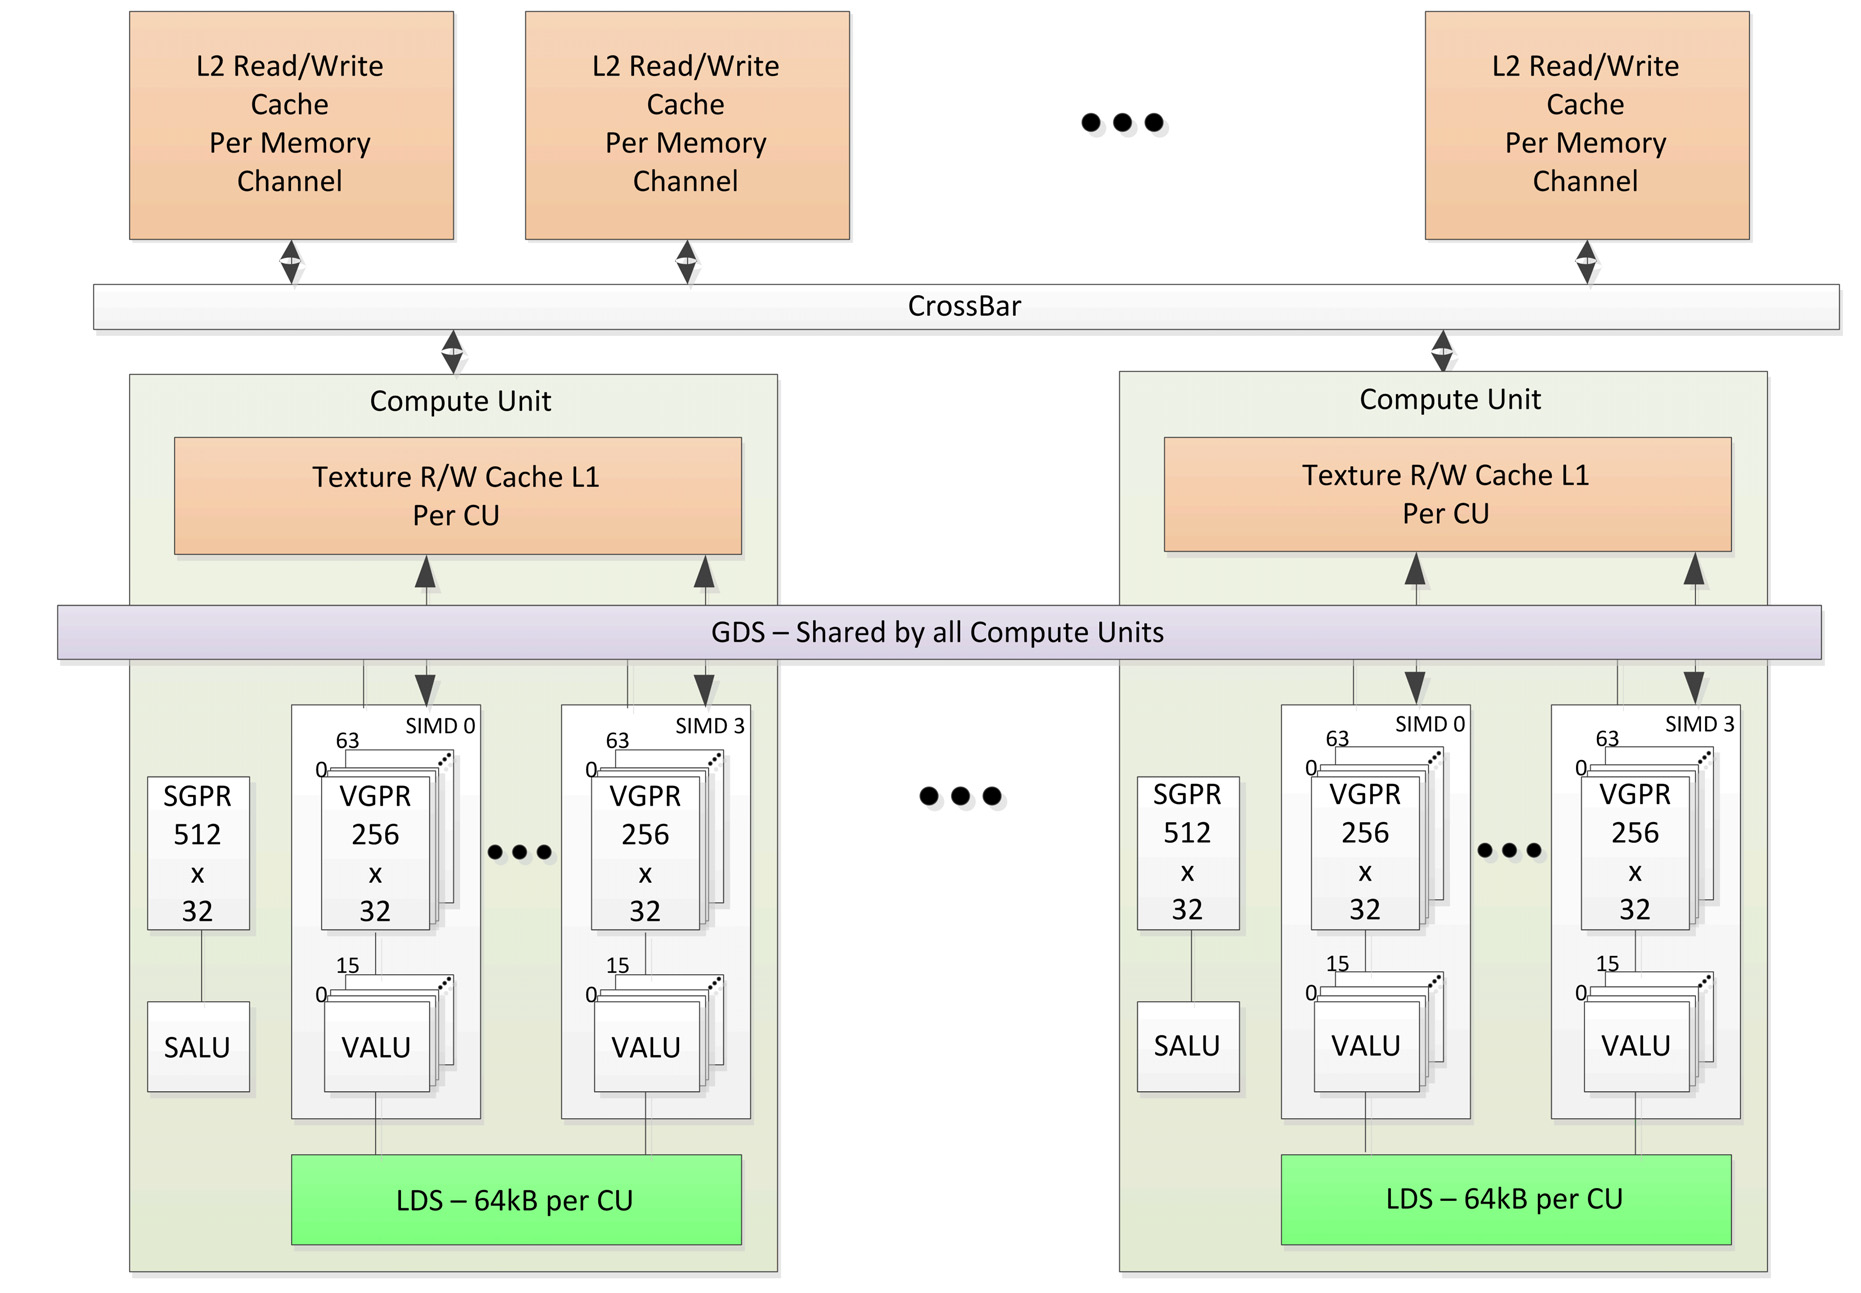 L2 Read/Write
Cache
Per Memory
Channel
L2 Read/Write
Cache
Per Memory
Channel
L2 Read/Write
Cache
Per Memory
Channel
CrossBar
Compute Unit
Texture R/W Cache L1
Per CU
Compute Unit
Texture R/W Cache L1
Per CU
GDS – Shared by all Compute Units
SGPR
512
x
32
SALU
SIMD 0
63
0
VGPR
256
x
32
15
0
VALU
SIMD 3
63
0
VGPR
256
x
32
15
0
VALU
LDS – 64kB per CU
SGPR
512
x
32
SALU
SIMD 0
63
0
VGPR
256
x
32
15
0
VALU
SIMD 3
63
0
VGPR
256
x
32
15
0
VALU
LDS – 64kB per CU